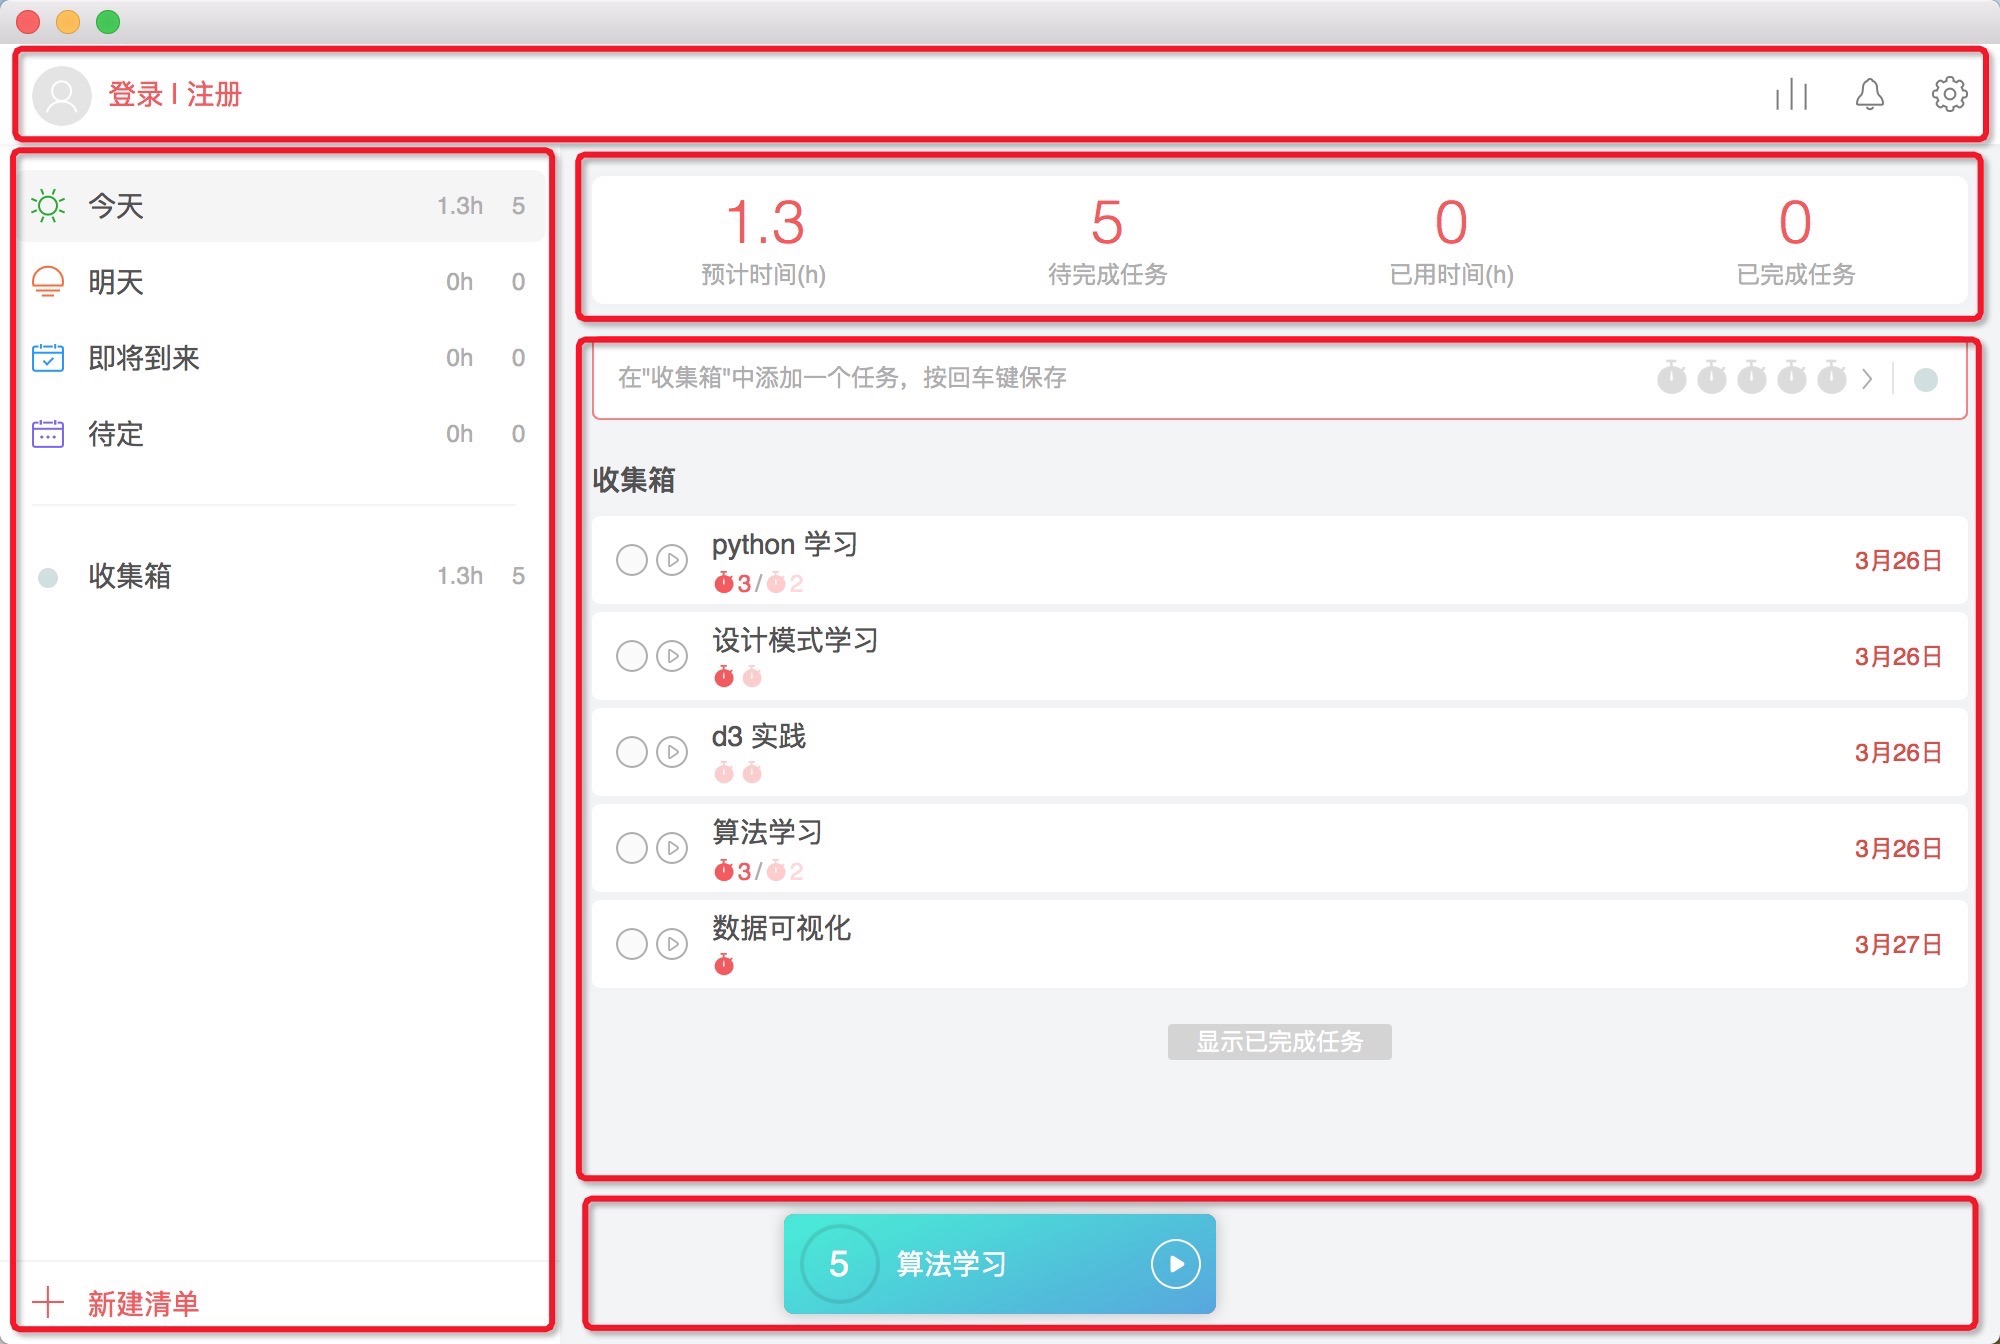 登录 | 注册
今天 1.3h 5
明天 0h 0
即将到来 0h 0
待定 0h 0
收集箱 1.3h 5
新建清单
1.3 5 0 0
预计时间(h) 待完成任务 已用时间(h) 已完成任务
在"收集箱"中添加一个任务，按回车键保存
收集箱
python 学习
3/2
3月26日
设计模式学习
3月26日
d3 实践
3月26日
算法学习
3/2
3月26日
数据可视化
3月27日
显示已完成任务
5 算法学习